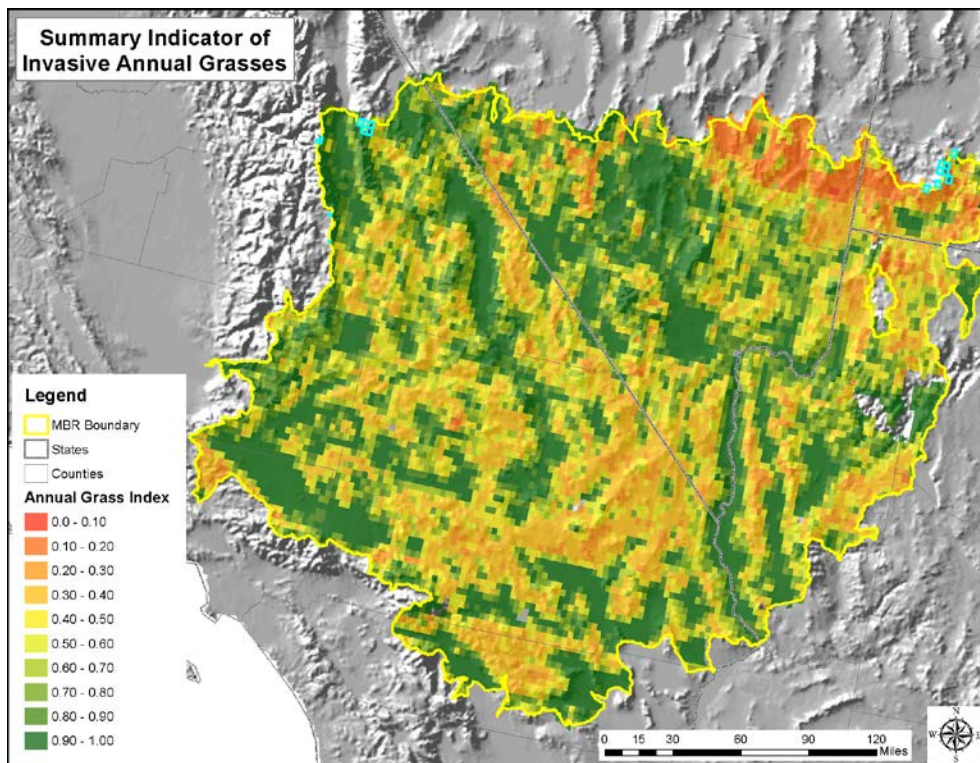 Summary Indicator of
Invasive Annual Grasses
Legend
MBR Boundary
States
Counties
Annual Grass Index
0.0 - 0.10
0.10 - 0.20
0.20 - 0.30
0.30 - 0.40
0.40 - 0.50
0.50 - 0.60
0.60 - 0.70
0.70 - 0.80
0.80 - 0.90
0.90 - 1.00
0 15 30 60 90 120
Miles
N
W E
S